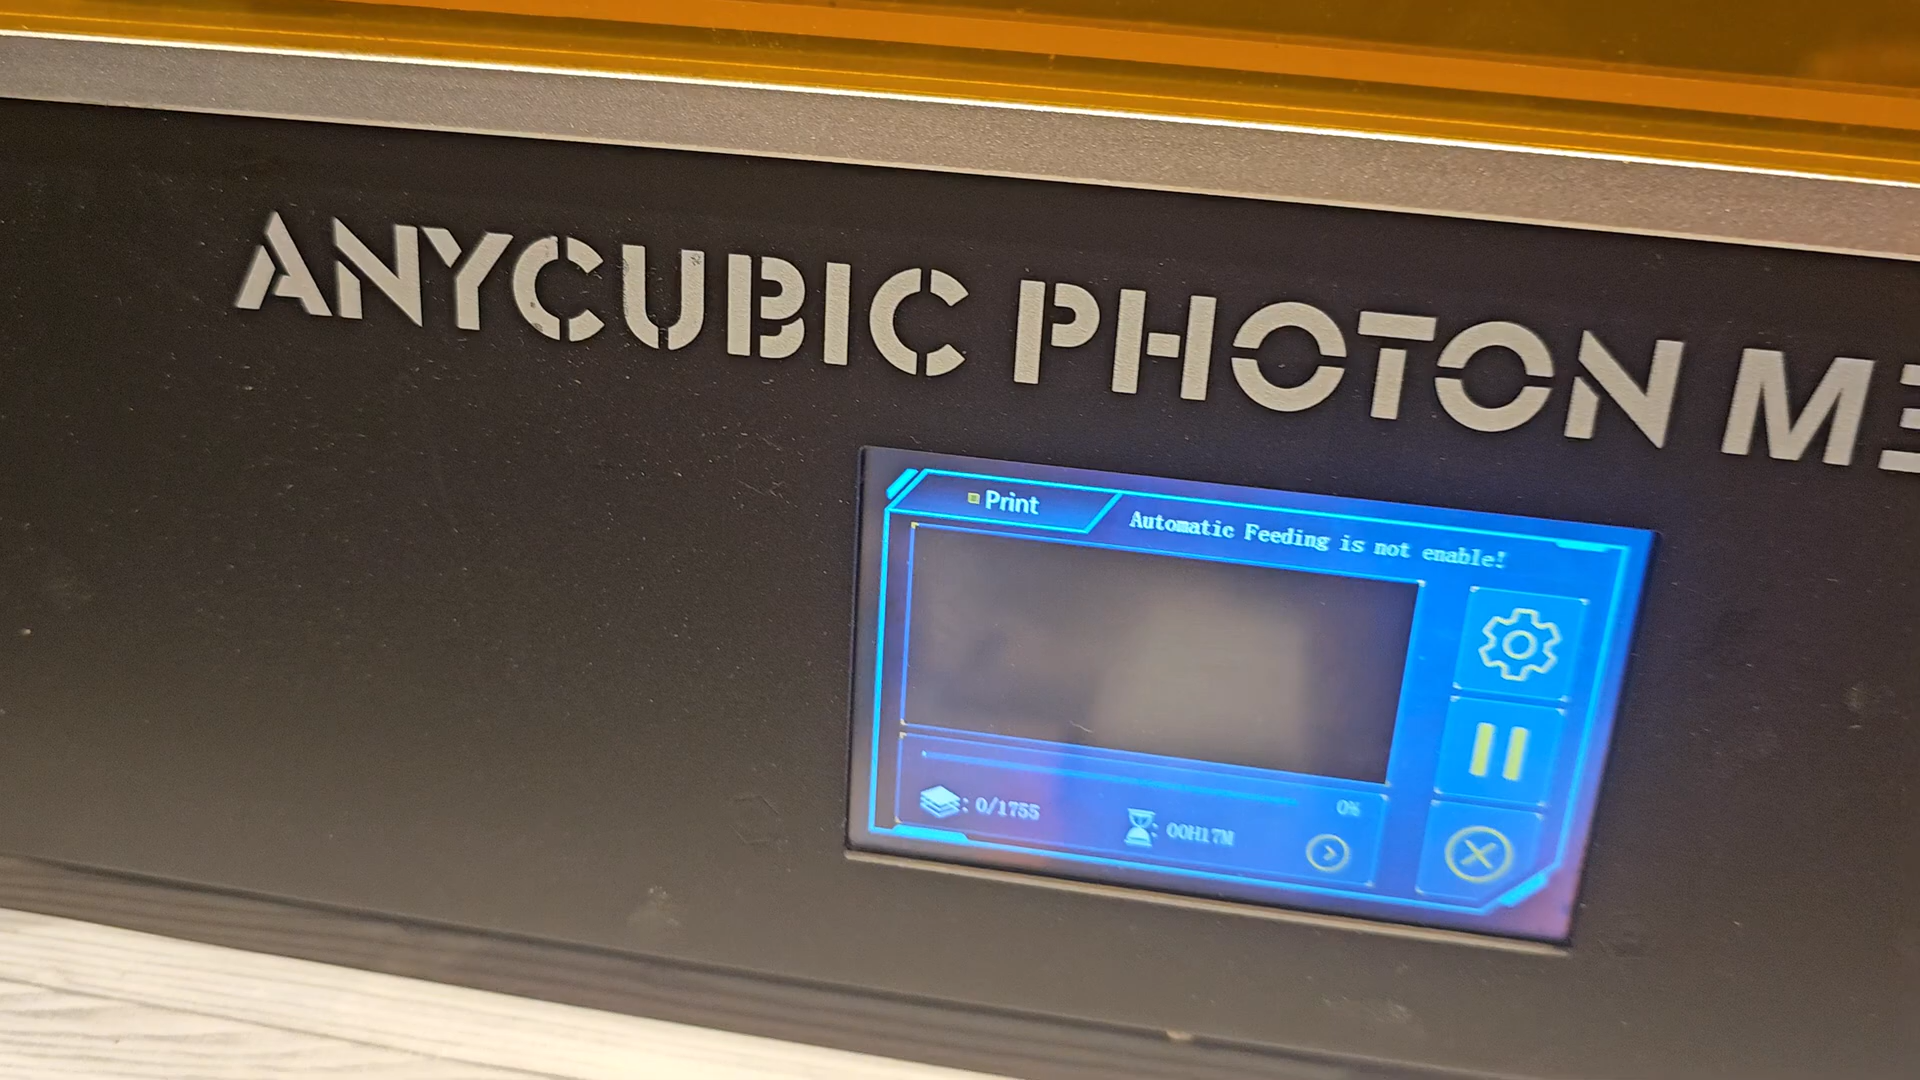 ANYCUBIC PHOTON M3
Print
Automatic Feeding is not enable!
0%
: 0/1755
: 00H17M